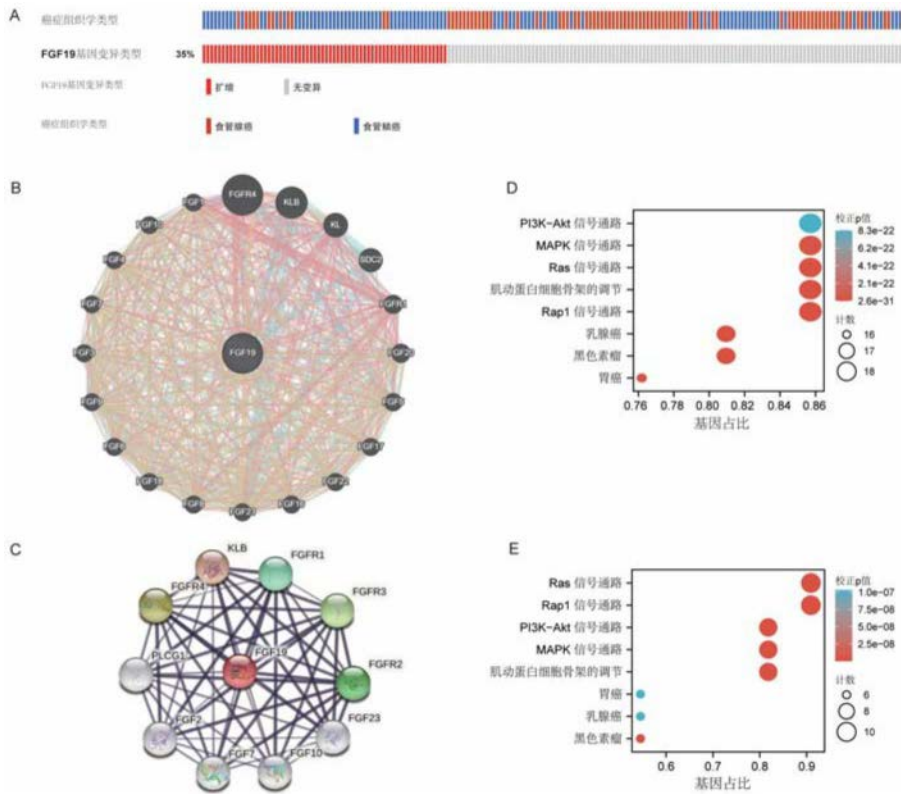 A
癌症组织学类型
FGF19基因变异类型 35%
FGF19基因变异类型 扩增 无变异
癌症组织学类型 食管腺癌 食管鳞癌
B
FGFR4
KLB
KL
SDC2
FGF19
C
KLB
FGFR1
FGFR4
FGFR3
PLCG1
FGF19
FGFR2
FGF2
FGF23
FGF7
FGF10
D
PI3K-Akt 信号通路
MAPK 信号通路
Ras 信号通路
肌动蛋白细胞骨架的调节
Rap1 信号通路
乳腺癌
黑色素瘤
胃癌
0.76 0.78 0.80 0.82 0.84 0.86
基因占比
校正p值
8.3e-22
6.2e-22
4.1e-22
2.1e-22
2.6e-31
计数
16
17
18
E
Ras 信号通路
Rap1 信号通路
PI3K-Akt 信号通路
MAPK 信号通路
肌动蛋白细胞骨架的调节
胃癌
乳腺癌
黑色素瘤
0.6 0.7 0.8 0.9
基因占比
校正p值
1.0e-07
7.5e-08
5.0e-08
2.5e-08
计数
6
8
10